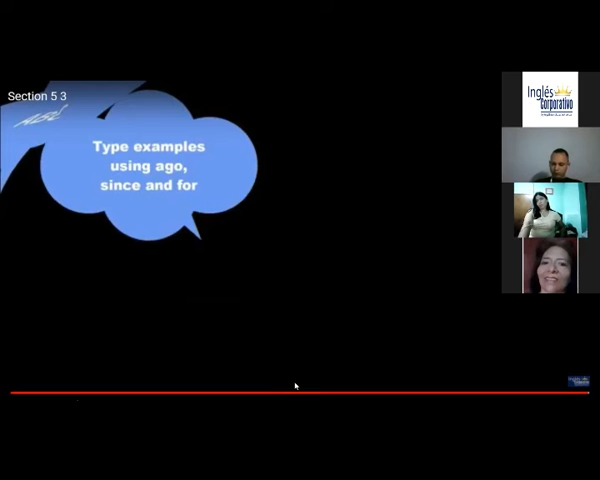 Section 5 3
Type examples
using ago,
since and for
Inglés
Corporativo